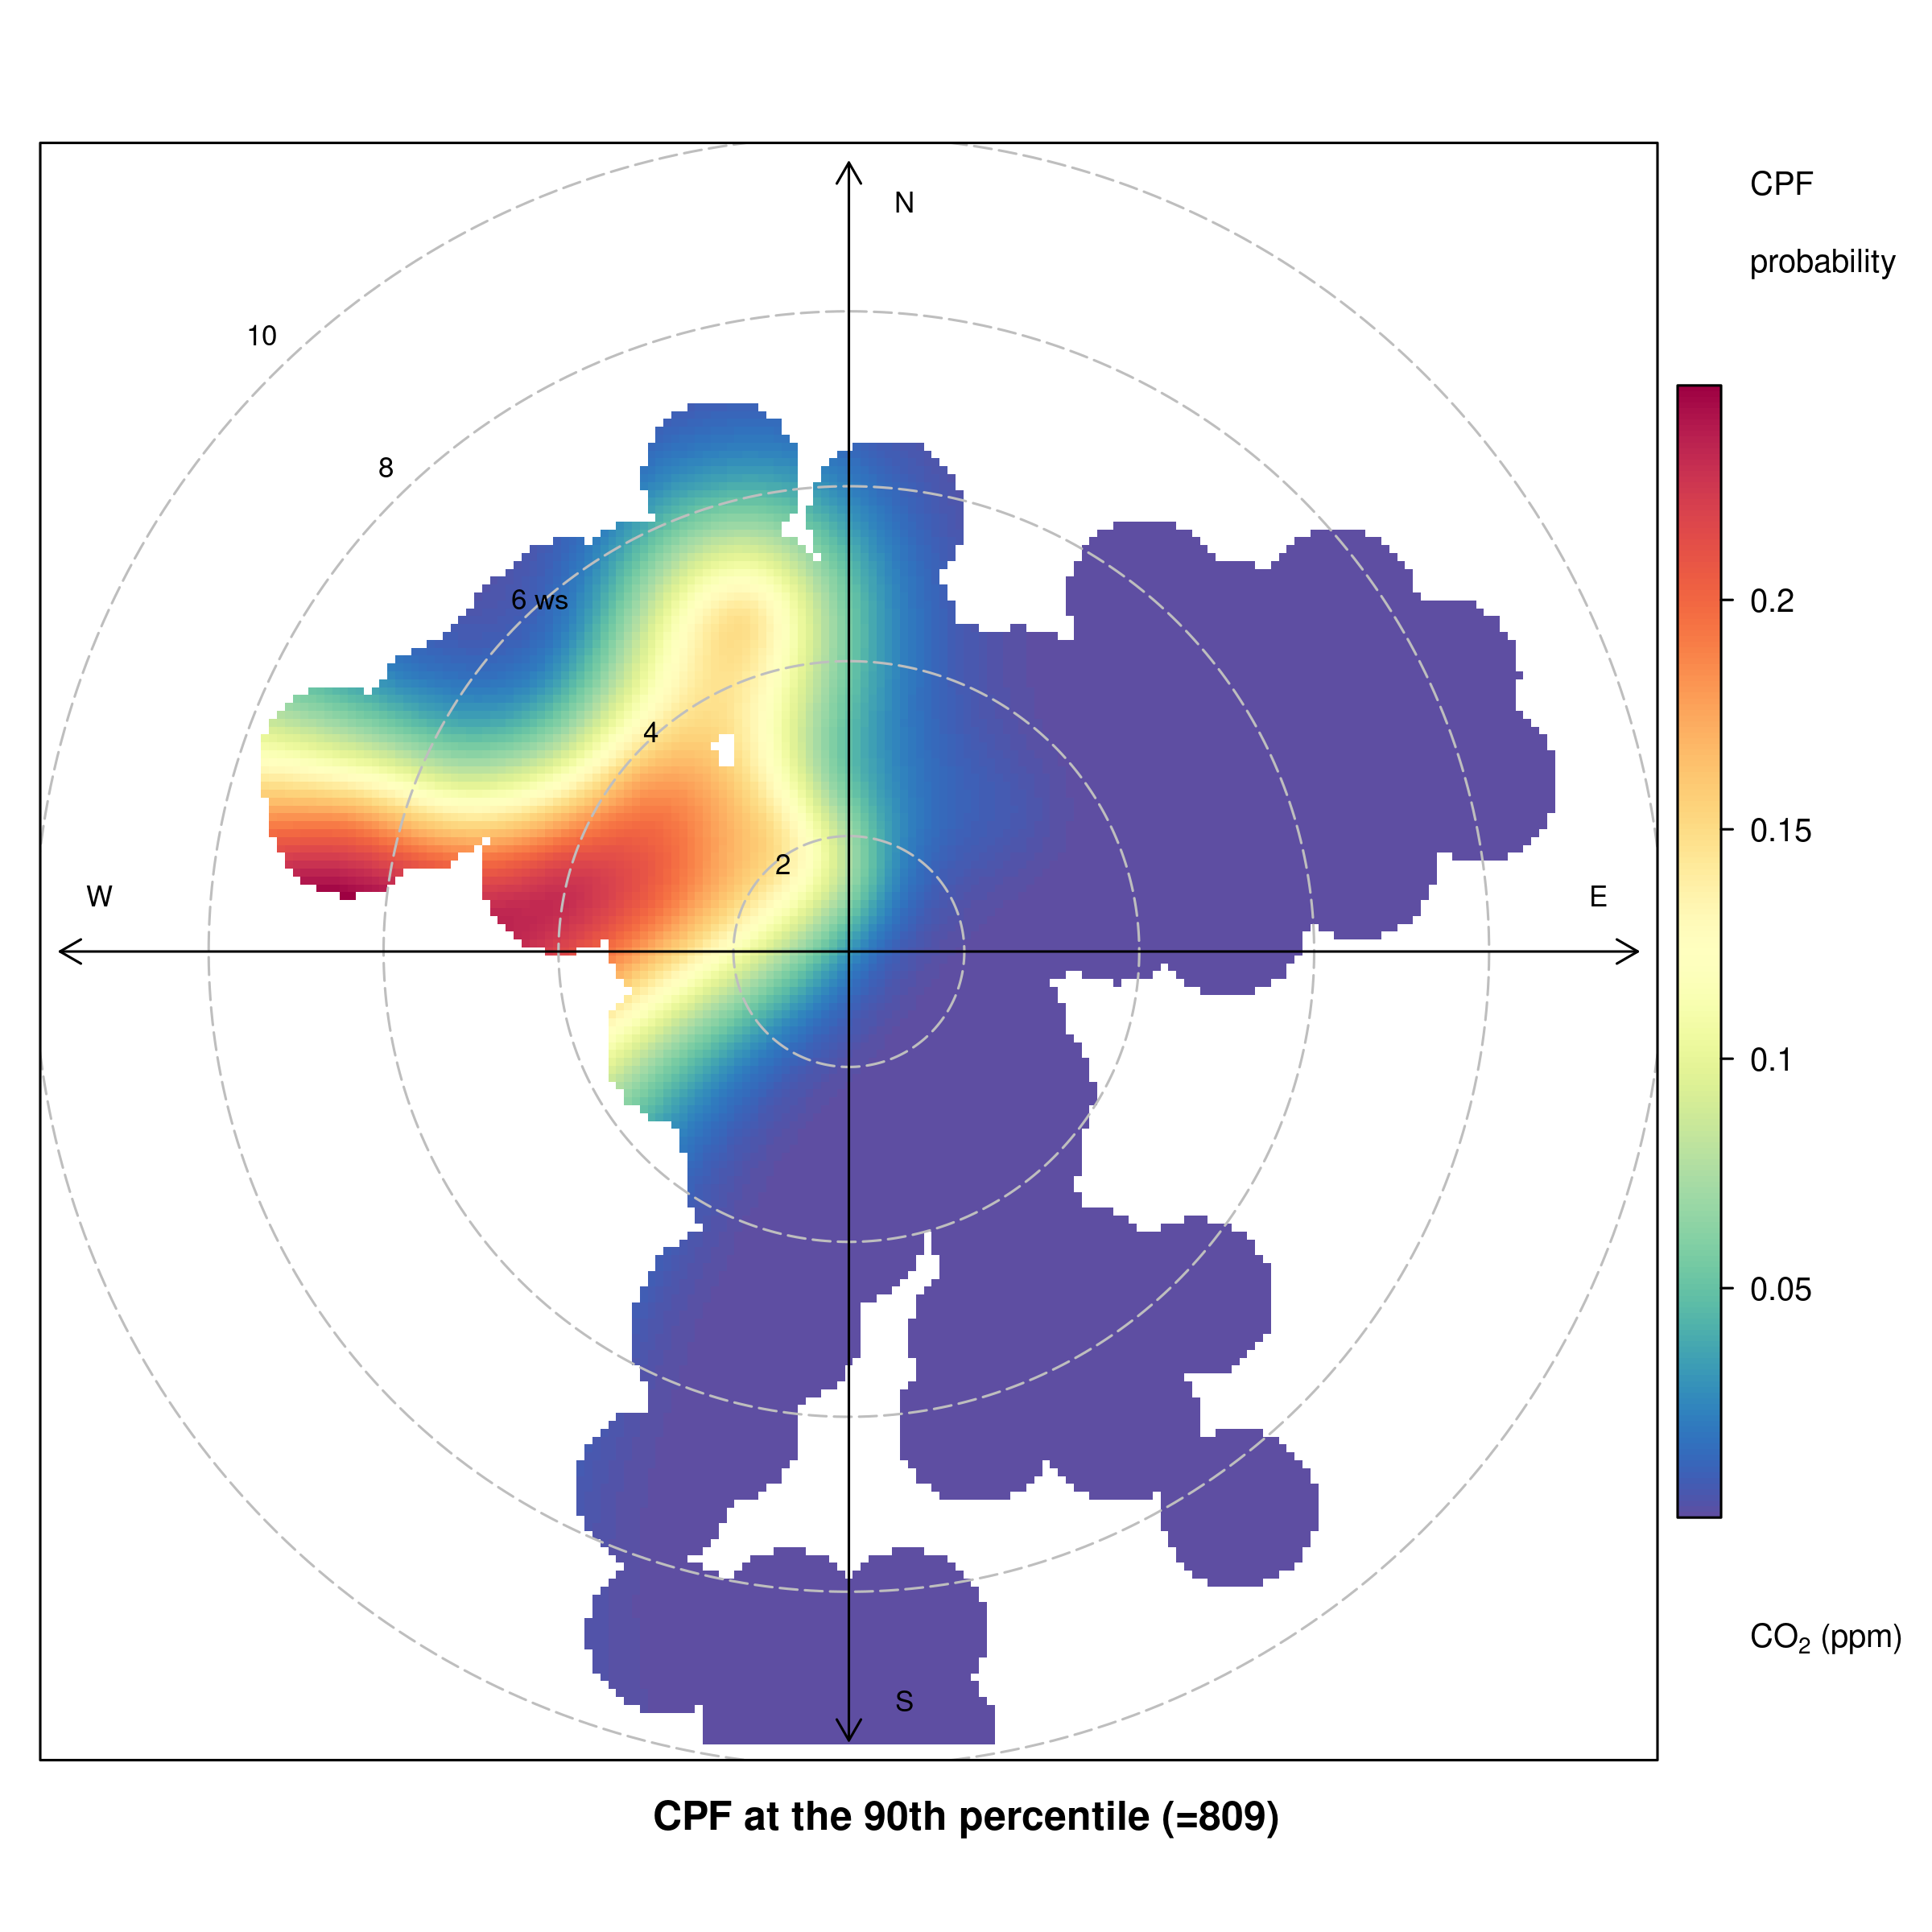 CPF
probability
N
10
8
6 ws
4
2
W
E
S
0.2
0.15
0.1
0.05
CO₂ (ppm)
CPF at the 90th percentile (=809)